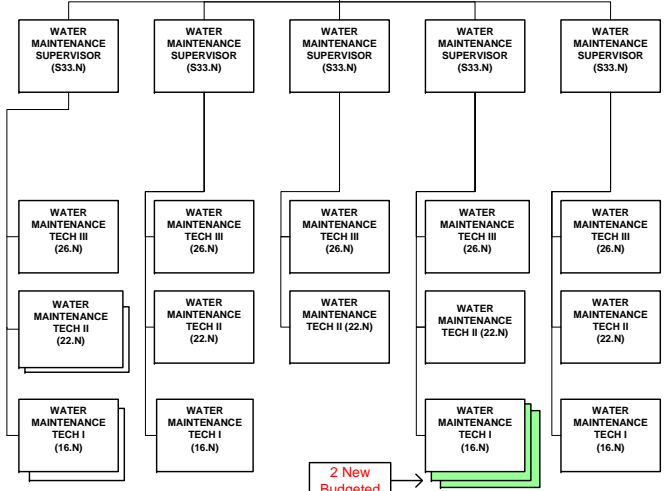 WATER
MAINTENANCE
SUPERVISOR
(S33.N)
WATER
MAINTENANCE
SUPERVISOR
(S33.N)
WATER
MAINTENANCE
SUPERVISOR
(S33.N)
WATER
MAINTENANCE
SUPERVISOR
(S33.N)
WATER
MAINTENANCE
SUPERVISOR
(S33.N)
WATER
MAINTENANCE
TECH III
(26.N)
WATER
MAINTENANCE
TECH III
(26.N)
WATER
MAINTENANCE
TECH III
(26.N)
WATER
MAINTENANCE
TECH III
(26.N)
WATER
MAINTENANCE
TECH III
(26.N)
WATER
MAINTENANCE
TECH II
(22.N)
WATER
MAINTENANCE
TECH II
(22.N)
WATER
MAINTENANCE
TECH II (22.N)
WATER
MAINTENANCE
TECH II (22.N)
WATER
MAINTENANCE
TECH II
(22.N)
WATER
MAINTENANCE
TECH I
(16.N)
WATER
MAINTENANCE
TECH I
(16.N)
WATER
MAINTENANCE
TECH I
(16.N)
WATER
MAINTENANCE
TECH I
(16.N)
2 New
Budgeted